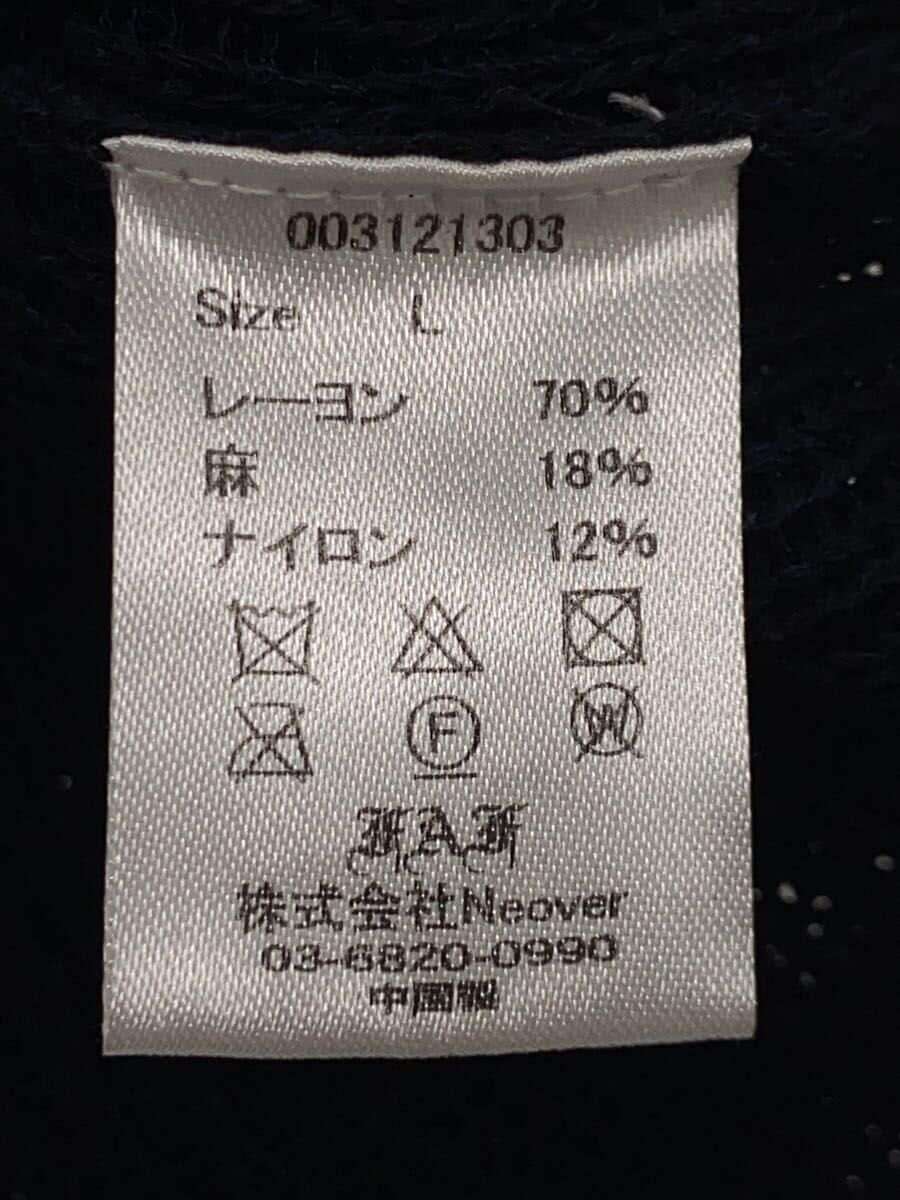 003121303
Size L
レーヨン 70%
麻 18%
ナイロン 12%
F
W
FAF
株式会社Neover
03-6820-0990
中国製